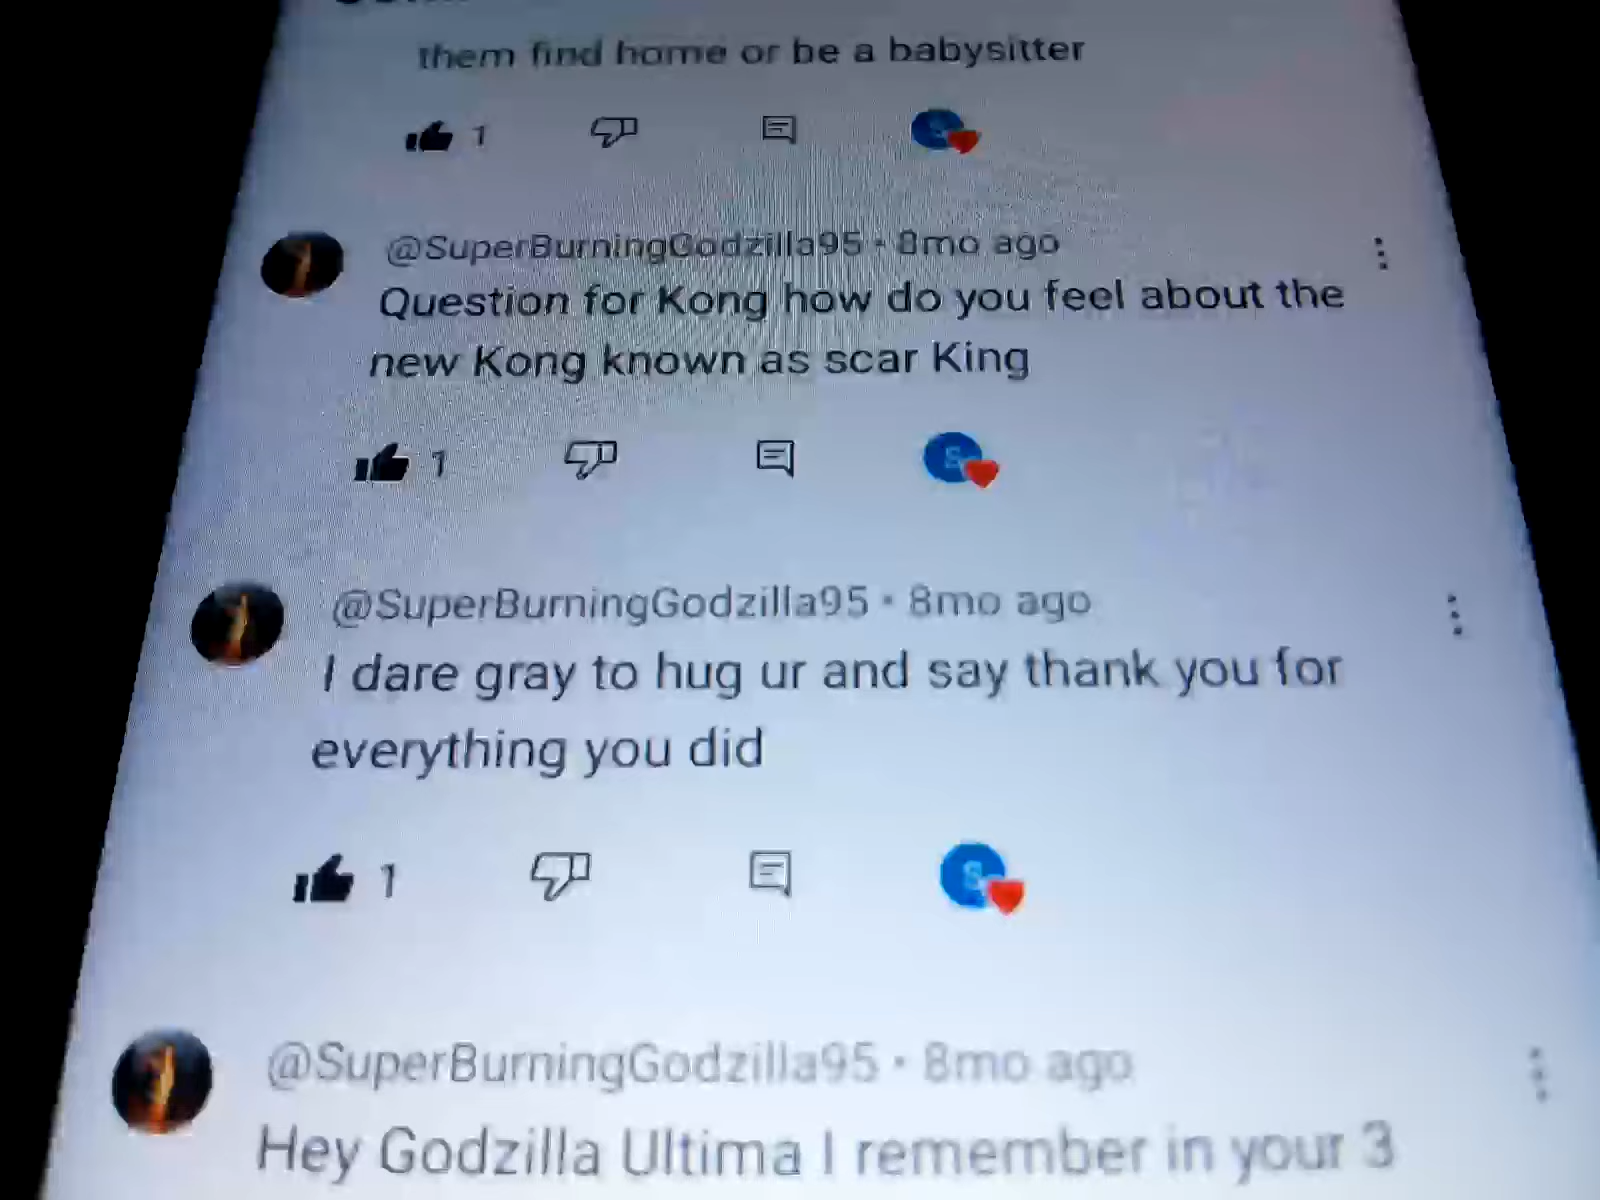 them find home or be a babysitter
1
@SuperBurningGodzilla95 • 8mo ago
Question for Kong how do you feel about the
new Kong known as scar King
1
S
@SuperBurningGodzilla95 • 8mo ago
I dare gray to hug ur and say thank you for
everything you did
1
S
@SuperBurningGodzilla95 • 8mo ago
Hey Godzilla Ultima I remember in your 3